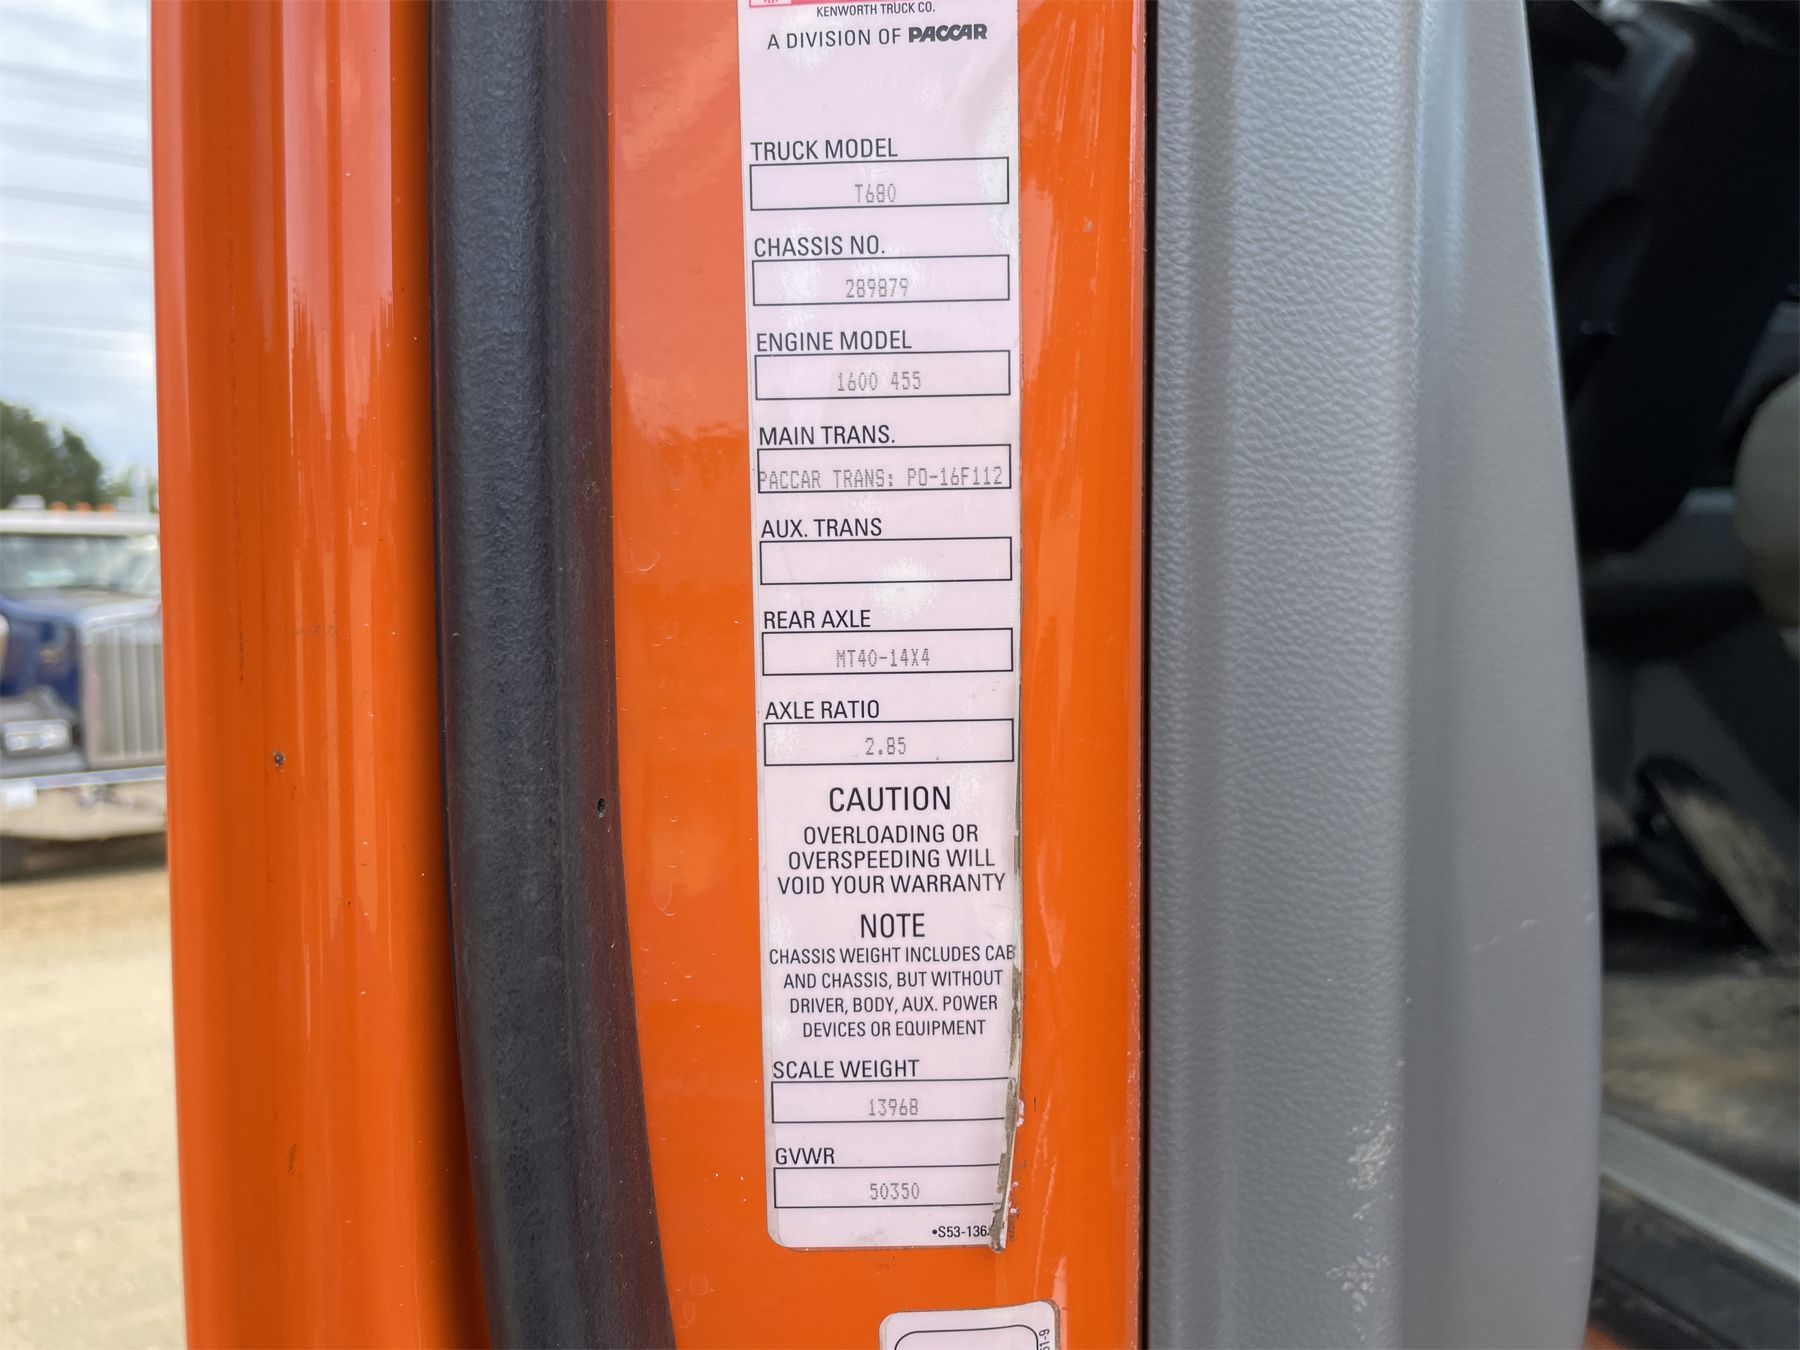 KENWORTH TRUCK CO.
A DIVISION OF PACCAR
TRUCK MODEL
T680
CHASSIS NO.
289879
ENGINE MODEL
1600 455
MAIN TRANS.
PACCAR TRANS: PO-16F112
AUX. TRANS
REAR AXLE
MT40-14X4
AXLE RATIO
2.85
CAUTION
OVERLOADING OR
OVERSPEEDING WILL
VOID YOUR WARRANTY
NOTE
CHASSIS WEIGHT INCLUDES CAB
AND CHASSIS, BUT WITHOUT
DRIVER, BODY, AUX. POWER
DEVICES OR EQUIPMENT
SCALE WEIGHT
13968
GVWR
50350
•S53-136